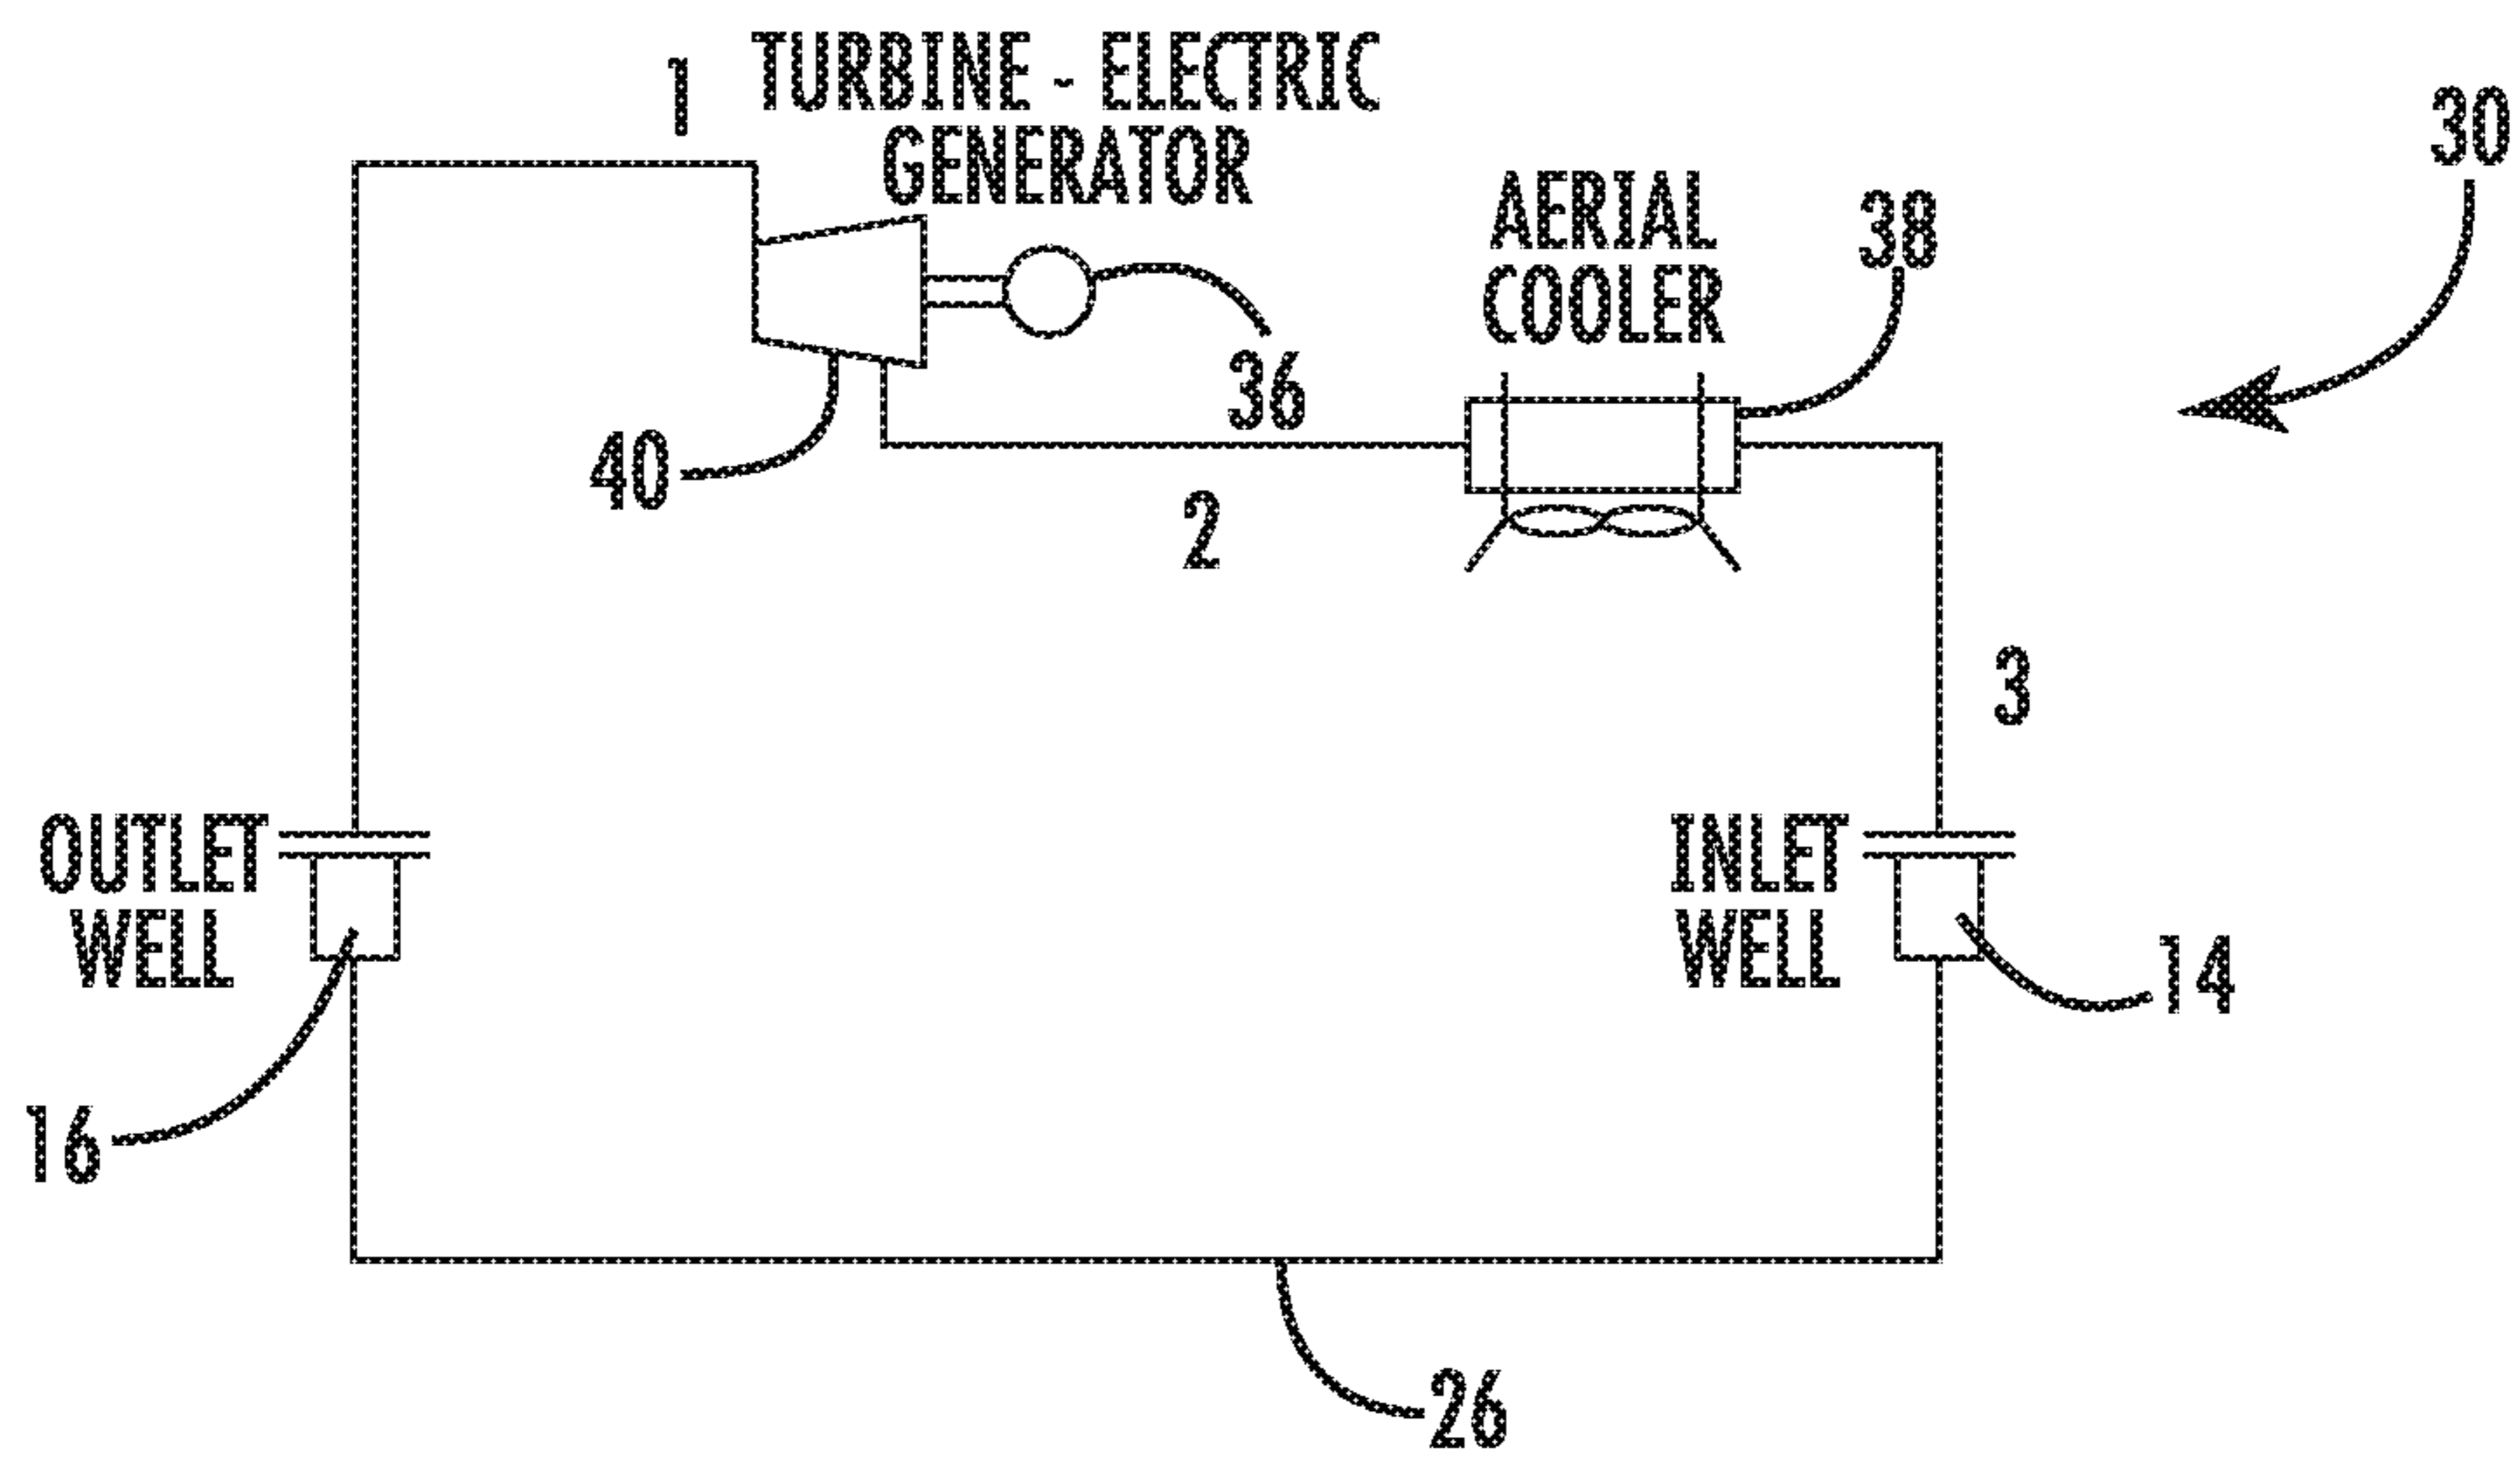 1
TURBINE - ELECTRIC
GENERATOR
30
AERIAL
COOLER
38
36
40
2
3
OUTLET
WELL
INLET
WELL
14
16
26